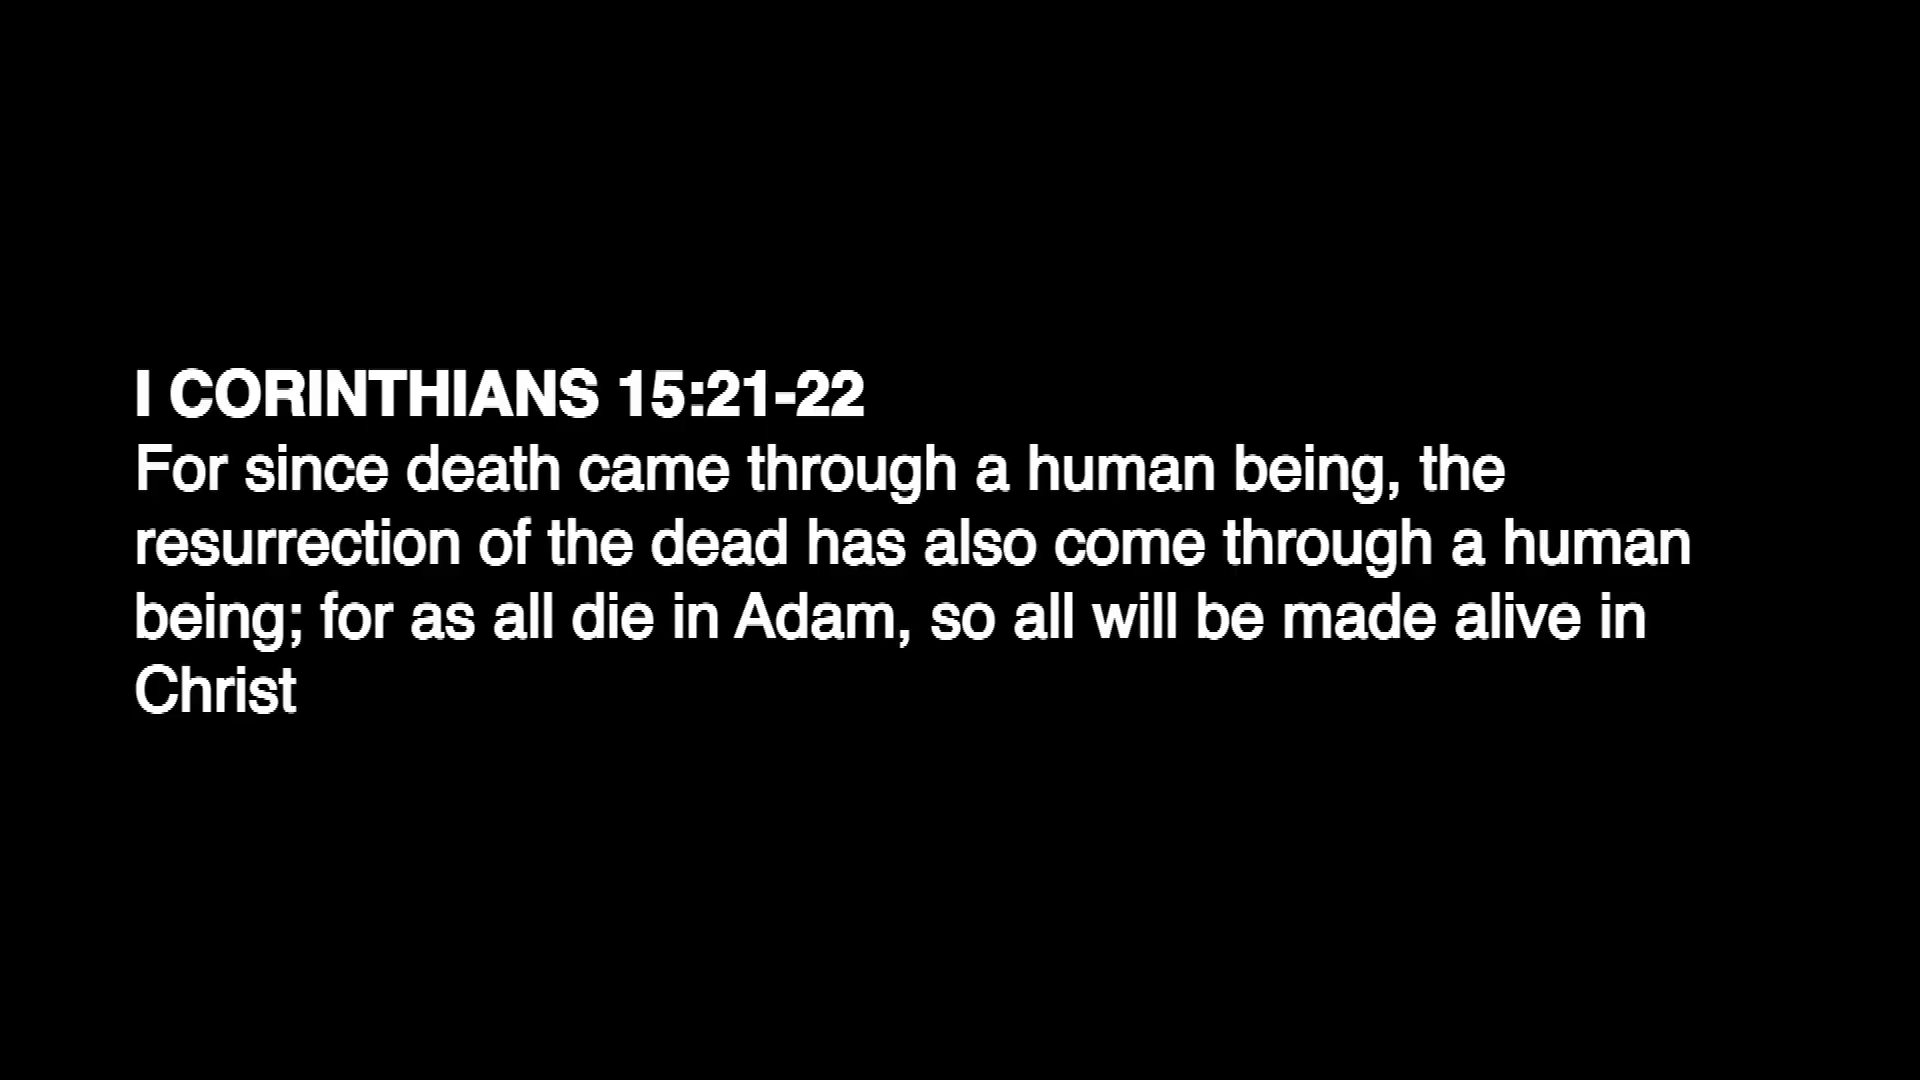 I CORINTHIANS 15:21-22
For since death came through a human being, the
resurrection of the dead has also come through a human
being; for as all die in Adam, so all will be made alive in
Christ